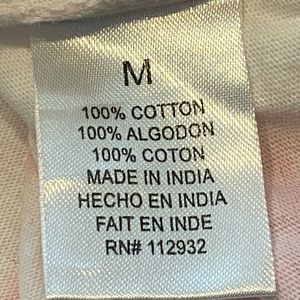 M
100% COTTON
100% ALGODON
100% COTON
MADE IN INDIA
HECHO EN INDIA
FAIT EN INDE
RN# 112932